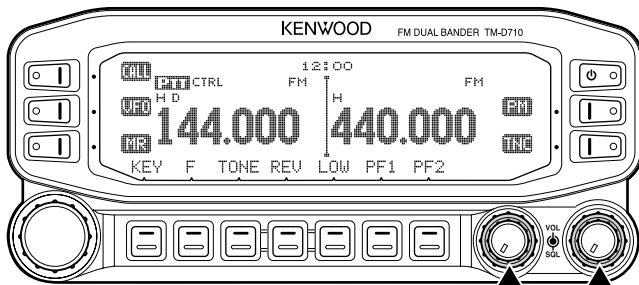 KENWOOD FM DUAL BANDER TM-D710
12:00
CALL PTT CTRL FM FM
VFO H D H PM
144.000 440.000
MR TNC
KEY F TONE REV LOW PF1 PF2
VOL
SQL